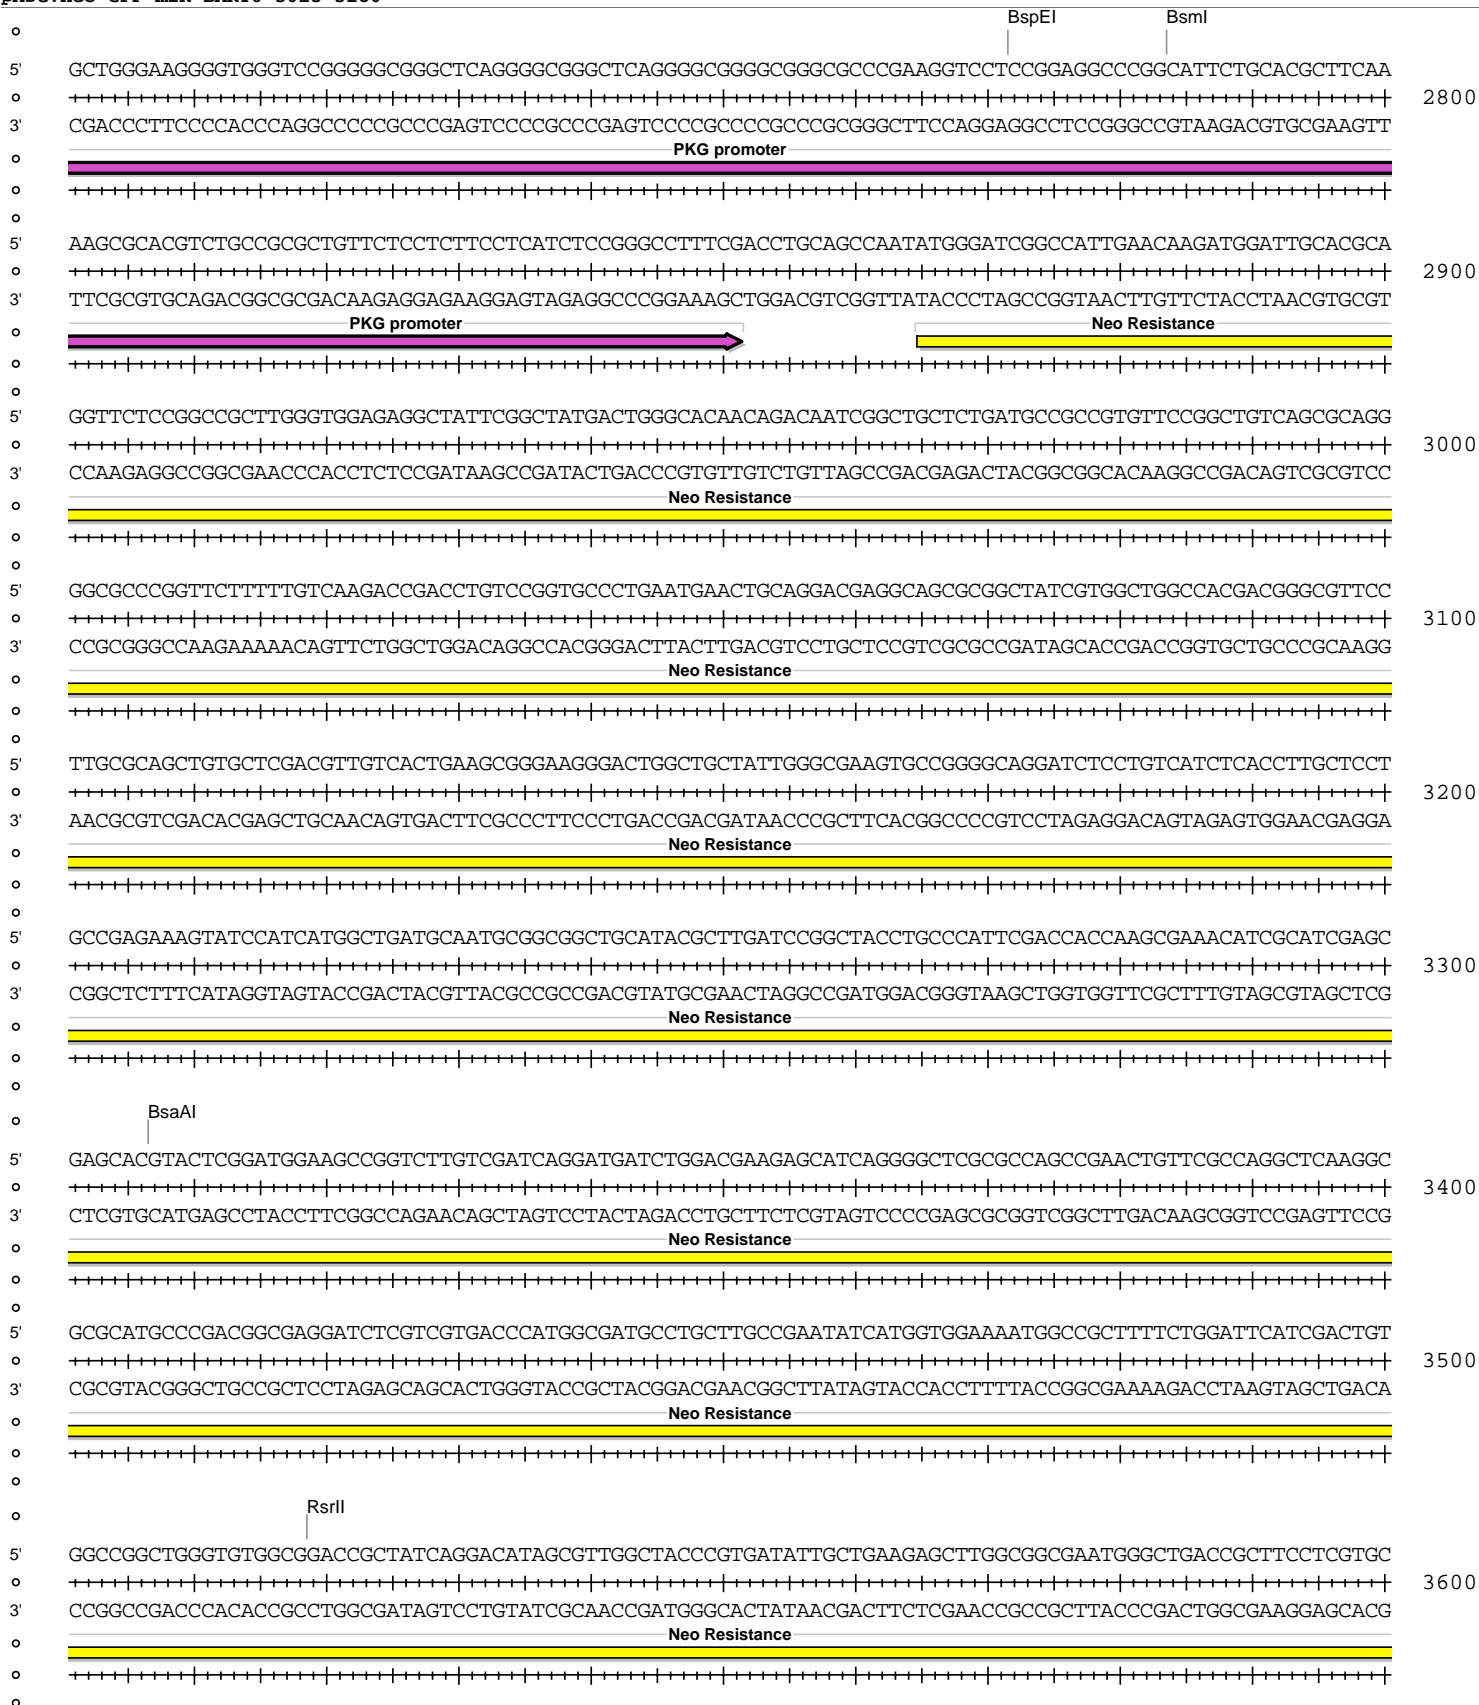 BspEI BsmI
5' GCTGGGAAGGGGTGGGTCCGGGGGCGGGCTCAGGGGCGGGCTCAGGGGCGGGGCGGGCGCCCGAAGGTCCTCCGGAGGCCCGGCATTCTGCACGCTTCAA
2800
3' CGACCCTTCCCCACCCAGGCCCCCGCCCGAGTCCCCGCCCGAGTCCCCGCCCCGCCCGCGGGCTTCCAGGAGGCCTCCGGGCCGTAAGACGTGCGAAGTT
PKG promoter
5' AAGCGCACGTCTGCCGCGCTGTTCTCCTCTTCCTCATCTCCGGGCCTTTCGACCTGCAGCCAATATGGGATCGGCCATTGAACAAGATGGATTGCACGCA
2900
3' TTCGCGTGCAGACGGCGCGACAAGAGGAGAAGGAGTAGAGGCCCGGAAAGCTGGACGTCGGTTATACCCTAGCCGGTAACTTGTTCTACCTAACGTGCGT
PKG promoter Neo Resistance
5' GGTTCTCCGGCCGCTTGGGTGGAGAGGCTATTCGGCTATGACTGGGCACAACAGACAATCGGCTGCTCTGATGCCGCCGTGTTCCGGCTGTCAGCGCAGG
3000
3' CCAAGAGGCCGGCGAACCCACCTCTCCGATAAGCCGATACTGACCCGTGTTGTCTGTTAGCCGACGAGACTACGGCGGCACAAGGCCGACAGTCGCGTCC
Neo Resistance
5' GGCGCCCGGTTCTTTTTGTCAAGACCGACCTGTCCGGTGCCCTGAATGAACTGCAGGACGAGGCAGCGCGGCTATCGTGGCTGGCCACGACGGGCGTTCC
3100
3' CCGCGGGCCAAGAAAAACAGTTCTGGCTGGACAGGCCACGGGACTTACTTGACGTCCTGCTCCGTCGCGCCGATAGCACCGACCGGTGCTGCCCGCAAGG
Neo Resistance
5' TTGCGCAGCTGTGCTCGACGTTGTCACTGAAGCGGGAAGGGACTGGCTGCTATTGGGCGAAGTGCCGGGGCAGGATCTCCTGTCATCTCACCTTGCTCCT
3200
3' AACGCGTCGACACGAGCTGCAACAGTGACTTCGCCCTTCCCTGACCGACGATAACCCGCTTCACGGCCCCGTCCTAGAGGACAGTAGAGTGGAACGAGGA
Neo Resistance
5' GCCGAGAAAGTATCCATCATGGCTGATGCAATGCGGCGGCTGCATACGCTTGATCCGGCTACCTGCCCATTCGACCACCAAGCGAAACATCGCATCGAGC
3300
3' CGGCTCTTTCATAGGTAGTACCGACTACGTTACGCCGCCGACGTATGCGAACTAGGCCGATGGACGGGTAAGCTGGTGGTTCGCTTTGTAGCGTAGCTCG
Neo Resistance
BsaAI
5' GAGCACGTACTCGGATGGAAGCCGGTCTTGTCGATCAGGATGATCTGGACGAAGAGCATCAGGGGCTCGCGCCAGCCGAACTGTTCGCCAGGCTCAAGGC
3400
3' CTCGTGCATGAGCCTACCTTCGGCCAGAACAGCTAGTCCTACTAGACCTGCTTCTCGTAGTCCCCGAGCGCGGTCGGCTTGACAAGCGGTCCGAGTTCCG
Neo Resistance
5' GCGCATGCCCGACGGCGAGGATCTCGTCGTGACCCATGGCGATGCCTGCTTGCCGAATATCATGGTGGAAAATGGCCGCTTTTCTGGATTCATCGACTGT
3500
3' CGCGTACGGGCTGCCGCTCCTAGAGCAGCACTGGGTACCGCTACGGACGAACGGCTTATAGTACCACCTTTTACCGGCGAAAAGACCTAAGTAGCTGACA
Neo Resistance
RsrII
5' GGCCGGCTGGGTGTGGCGGACCGCTATCAGGACATAGCGTTGGCTACCCGTGATATTGCTGAAGAGCTTGGCGGCGAATGGGCTGACCGCTTCCTCGTGC
3600
3' CCGGCCGACCCACACCGCCTGGCGATAGTCCTGTATCGCAACCGATGGGCACTATAACGACTTCTCGAACCGCCGCTTACCCGACTGGCGAAGGAGCACG
Neo Resistance